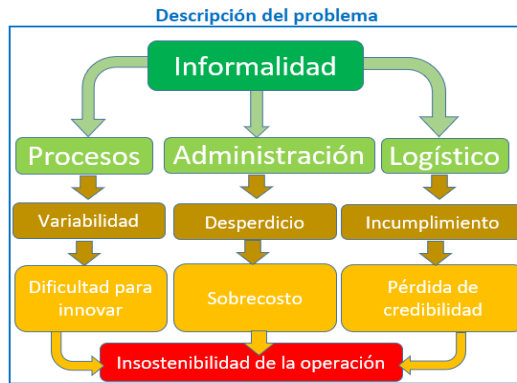 Descripción del problema
Informalidad
Procesos
Administración
Logístico
Variabilidad
Desperdicio
Incumplimiento
Dificultad para
innovar
Sobrecosto
Pérdida de
credibilidad
Insostenibilidad de la operación